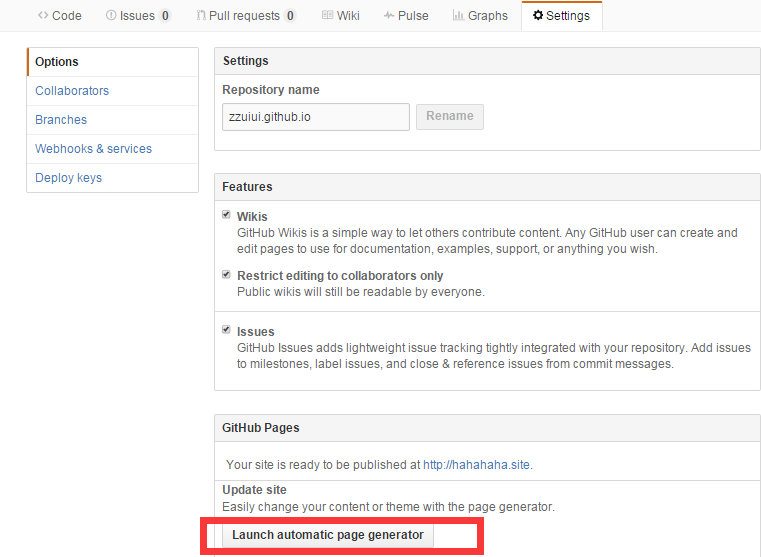 Code
Issues 0
Pull requests 0
Wiki
Pulse
Graphs
Settings
Options
Collaborators
Branches
Webhooks & services
Deploy keys
Settings
Repository name
zzuiui.github.io
Rename
Features
Wikis
GitHub Wikis is a simple way to let others contribute content. Any GitHub user can create and
edit pages to use for documentation, examples, support, or anything you wish.
Restrict editing to collaborators only
Public wikis will still be readable by everyone.
Issues
GitHub Issues adds lightweight issue tracking tightly integrated with your repository. Add issues
to milestones, label issues, and close & reference issues from commit messages.
GitHub Pages
Your site is ready to be published at http://hahahaha.site.
Update site
Easily change your content or theme with the page generator.
Launch automatic page generator